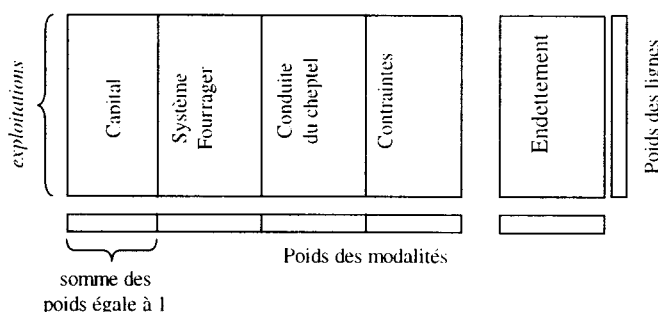 exploitations
Capital
Système
Fourrager
Conduite
du cheptel
Contraintes
Endettement
Poids des lignes
Poids des modalités
somme des
poids égale à 1